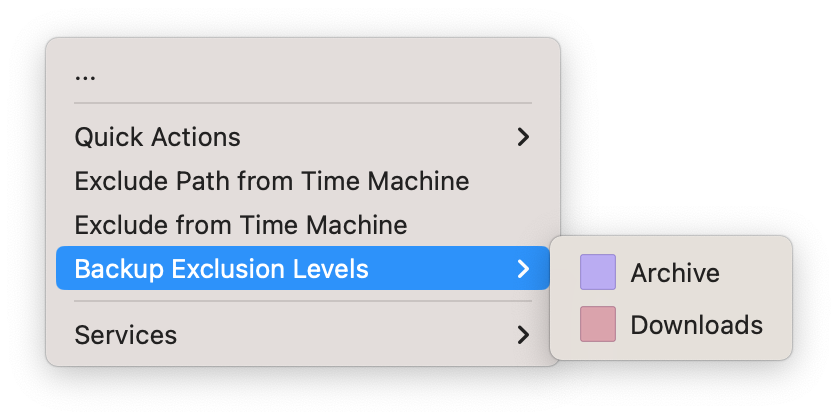 ...
Quick Actions
Exclude Path from Time Machine
Exclude from Time Machine
Backup Exclusion Levels
Archive
Downloads
Services